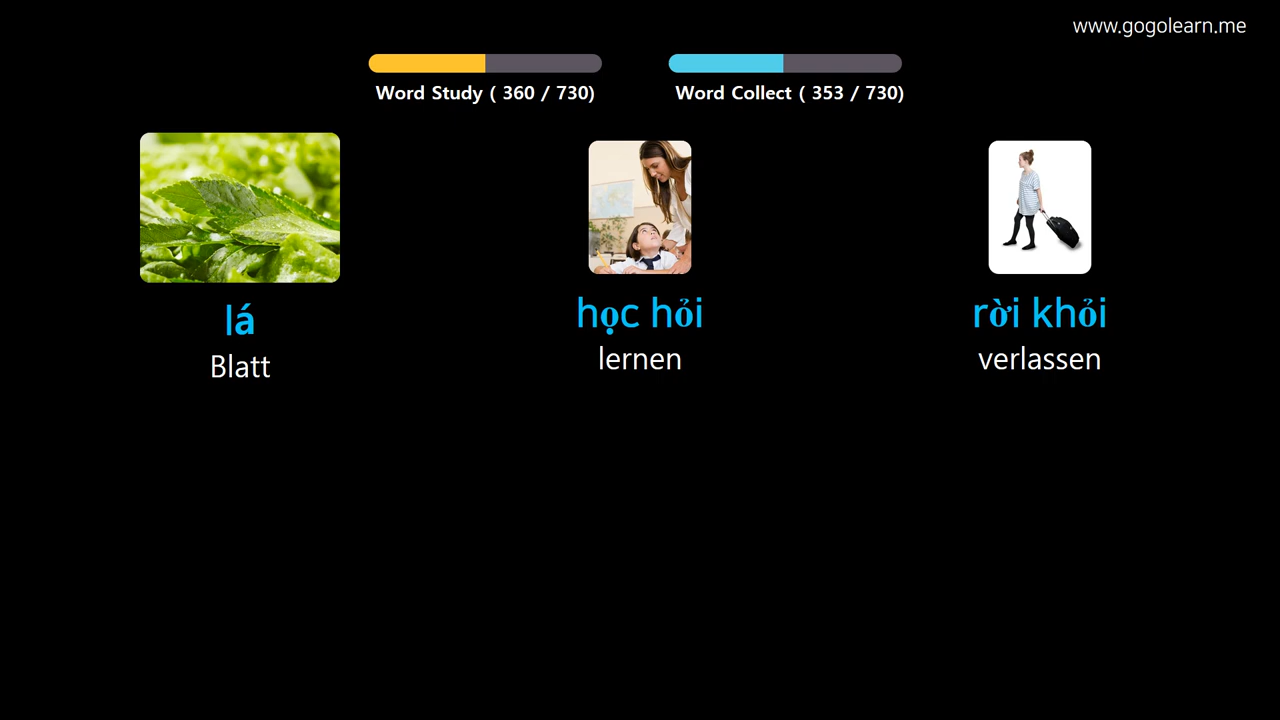 www.gogolearn.me
Word Study ( 360 / 730)
Word Collect ( 353 / 730)
lá
Blatt
học hỏi
lernen
rời khỏi
verlassen